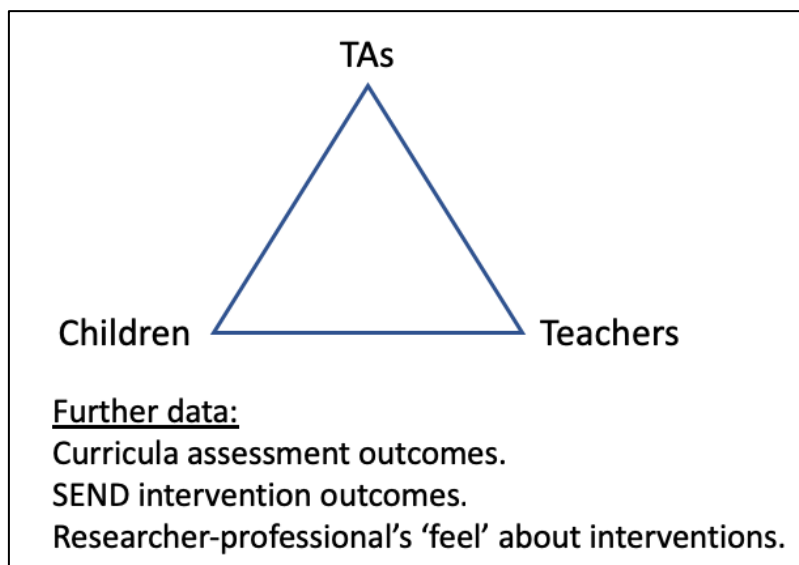 TAs
Children
Teachers
Further data:
Curricula assessment outcomes.
SEND intervention outcomes.
Researcher-professional's ‘feel’ about interventions.